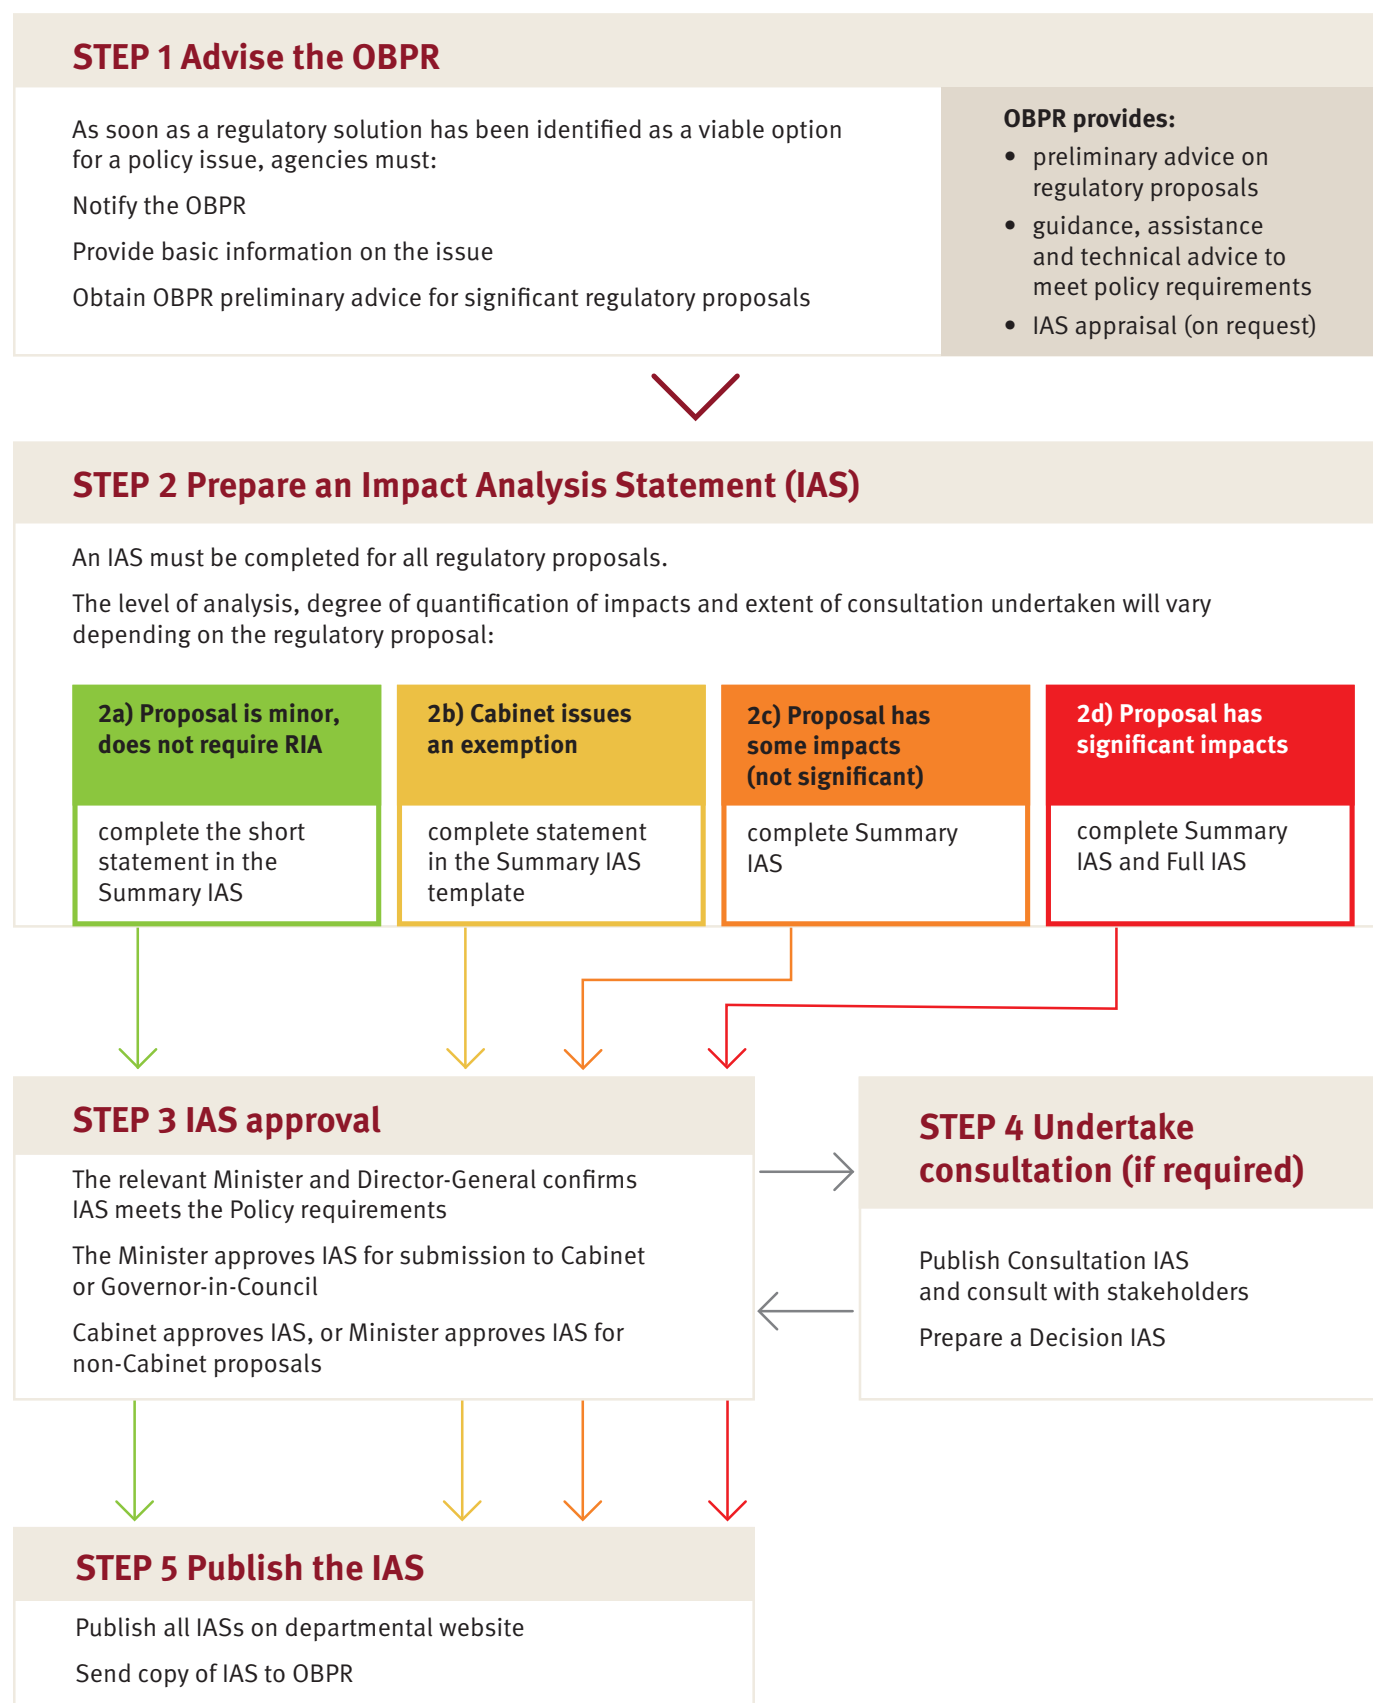 STEP 1 Advise the OBPR
As soon as a regulatory solution has been identified as a viable option
for a policy issue, agencies must:
Notify the OBPR
Provide basic information on the issue
Obtain OBPR preliminary advice for significant regulatory proposals
OBPR provides:
• preliminary advice on
regulatory proposals
• guidance, assistance
and technical advice to
meet policy requirements
• IAS appraisal (on request)
STEP 2 Prepare an Impact Analysis Statement (IAS)
An IAS must be completed for all regulatory proposals.
The level of analysis, degree of quantification of impacts and extent of consultation undertaken will vary
depending on the regulatory proposal:
2a) Proposal is minor,
does not require RIA
complete the short
statement in the
Summary IAS
2b) Cabinet issues
an exemption
complete statement
in the Summary IAS
template
2c) Proposal has
some impacts
(not significant)
complete Summary
IAS
2d) Proposal has
significant impacts
complete Summary
IAS and Full IAS
STEP 3 IAS approval
The relevant Minister and Director-General confirms
IAS meets the Policy requirements
The Minister approves IAS for submission to Cabinet
or Governor-in-Council
Cabinet approves IAS, or Minister approves IAS for
non-Cabinet proposals
STEP 4 Undertake
consultation (if required)
Publish Consultation IAS
and consult with stakeholders
Prepare a Decision IAS
STEP 5 Publish the IAS
Publish all IASs on departmental website
Send copy of IAS to OBPR